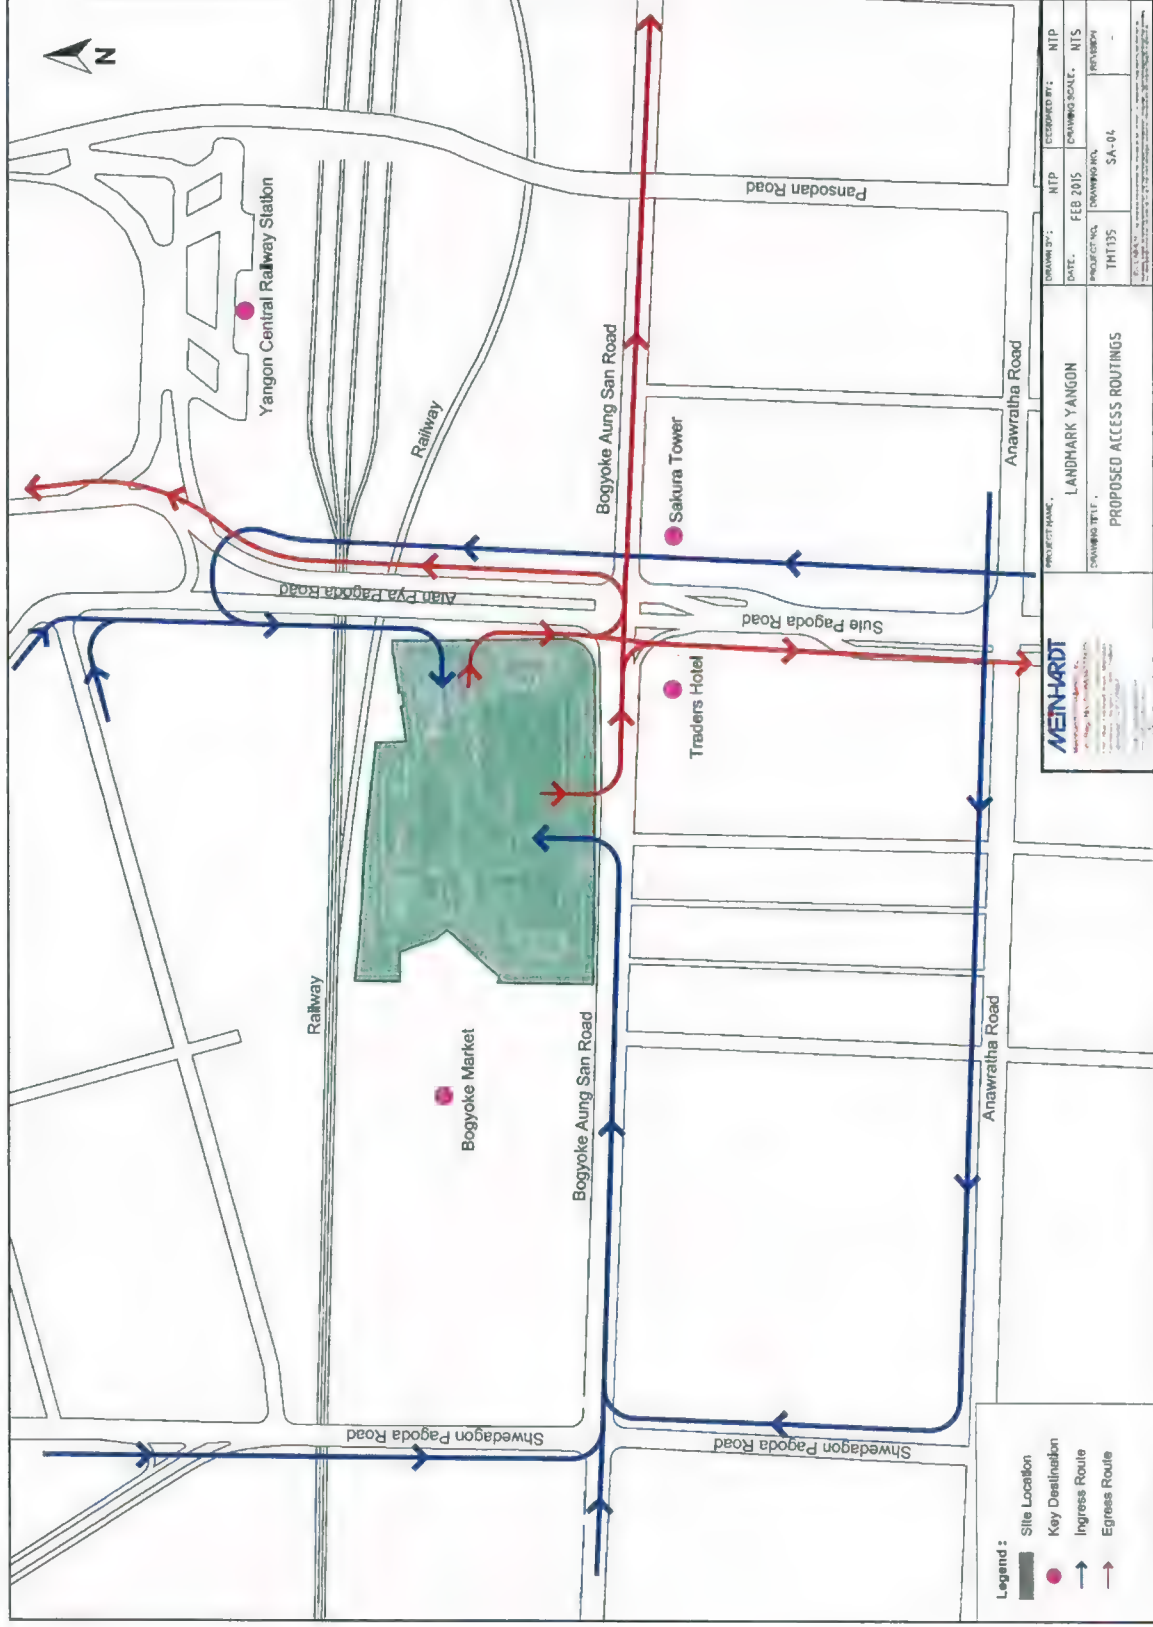 N
Yangon Central Railway Station
Railway
Pansodan Road
Bogyoke Aung San Road
Sakura Tower
Anawratha Road
Alan Pya Pagoda Road
Sule Pagoda Road
Traders Hotel
Railway
Bogyoke Market
Bogyoke Aung San Road
Anawratha Road
Shwedagon Pagoda Road
Shwedagon Pagoda Road
Legend :
Site Location
Key Destination
Ingress Route
Egress Route
MEINHARDT
PROJECT NAME.
LANDMARK YANGON
DRAWING TITLE.
PROPOSED ACCESS ROUTINGS
DRAWN BY: NTP
DESIGNED BY: NTP
DATE. FEB 2015
DRAWING SCALE. NTS
PROJECT NO. TMT135
DRAWING NO. SA-04
REVISION -